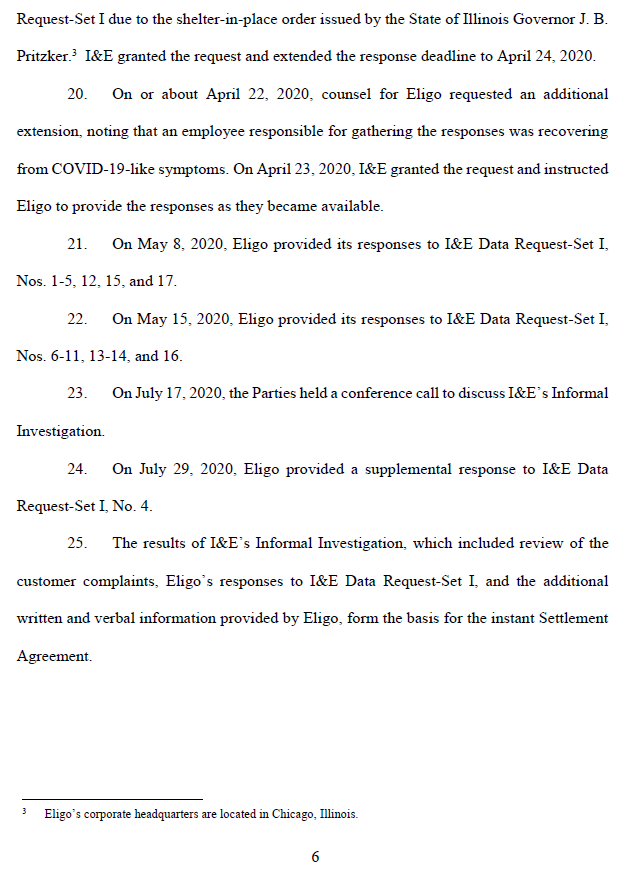 Request-Set I due to the shelter-in-place order issued by the State of Illinois Governor J. B.
Pritzker.³ I&E granted the request and extended the response deadline to April 24, 2020.
20. On or about April 22, 2020, counsel for Eligo requested an additional
extension, noting that an employee responsible for gathering the responses was recovering
from COVID-19-like symptoms. On April 23, 2020, I&E granted the request and instructed
Eligo to provide the responses as they became available.
21. On May 8, 2020, Eligo provided its responses to I&E Data Request-Set I,
Nos. 1-5, 12, 15, and 17.
22. On May 15, 2020, Eligo provided its responses to I&E Data Request-Set I,
Nos. 6-11, 13-14, and 16.
23. On July 17, 2020, the Parties held a conference call to discuss I&E’s Informal
Investigation.
24. On July 29, 2020, Eligo provided a supplemental response to I&E Data
Request-Set I, No. 4.
25. The results of I&E’s Informal Investigation, which included review of the
customer complaints, Eligo’s responses to I&E Data Request-Set I, and the additional
written and verbal information provided by Eligo, form the basis for the instant Settlement
Agreement.
³ Eligo’s corporate headquarters are located in Chicago, Illinois.
6